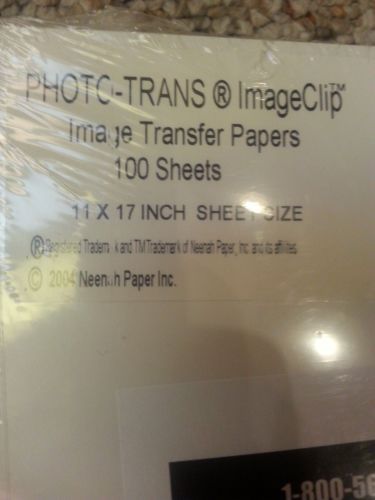 PHOTO-TRANS ® ImageClip™
Image Transfer Papers
100 Sheets
11 X 17 INCH SHEET SIZE
® Registered Trademark and TM Trademark of Neenah Paper, Inc. and its affiliates
© 2004 Neenah Paper Inc.
1-800-56